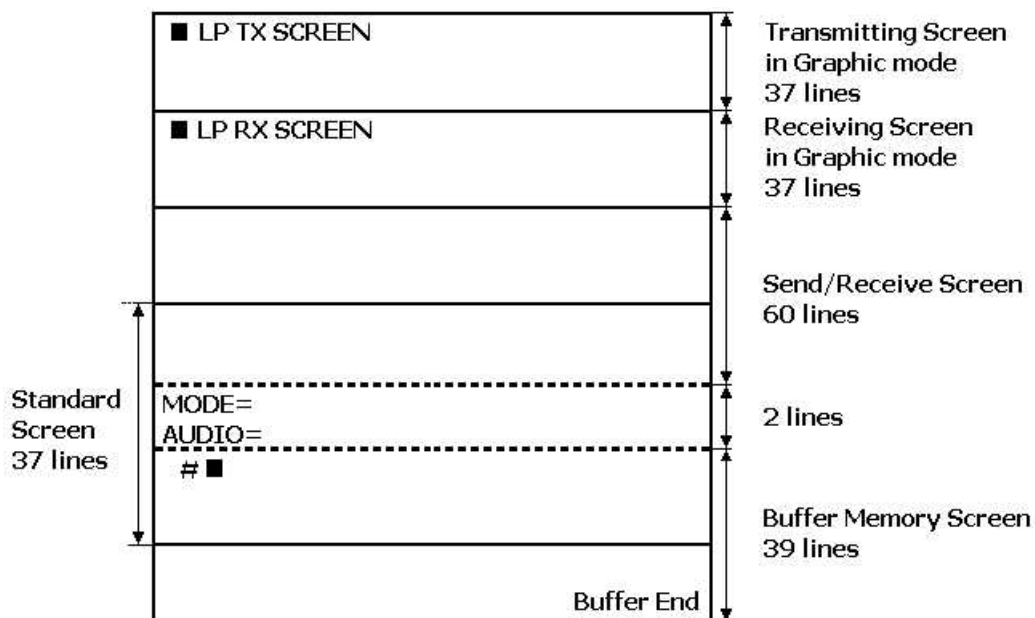 ■ LP TX SCREEN
Transmitting Screen
in Graphic mode
37 lines
■ LP RX SCREEN
Receiving Screen
in Graphic mode
37 lines
Send/Receive Screen
60 lines
Standard
Screen
37 lines
MODE=
AUDIO=
2 lines
# ■
Buffer Memory Screen
39 lines
Buffer End